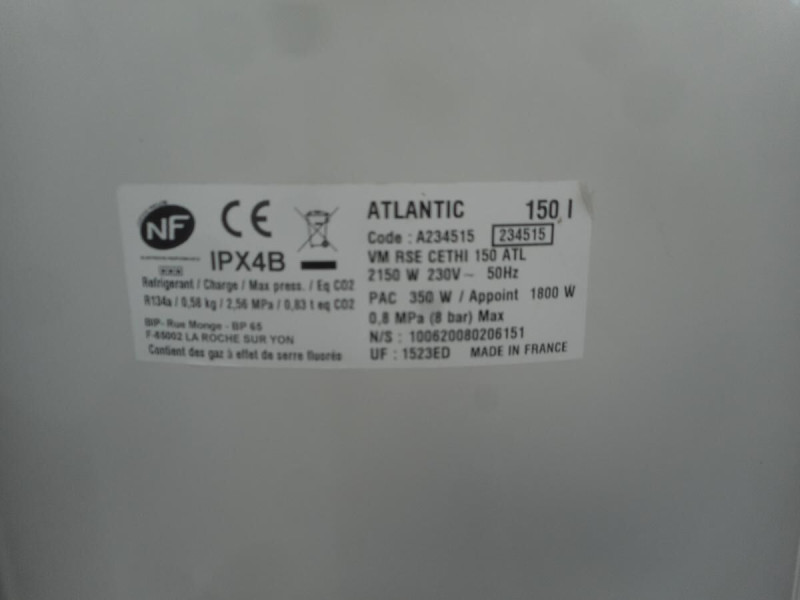 NF
CE
IPX4B
Refrigerant / Charge / Max press. / Eq CO2
R134a / 0,58 kg / 2,56 MPa / 0,83 t eq CO2
BIP- Rue Monge - BP 65
F-85002 LA ROCHE SUR YON
Contient des gaz à effet de serre fluorés
ATLANTIC 150 l
Code : A234515 234515
VM RSE CETHI 150 ATL
2150 W 230V~ 50Hz
PAC 350 W / Appoint 1800 W
0,8 MPa (8 bar) Max
N/S : 100620080206151
UF : 1523ED MADE IN FRANCE